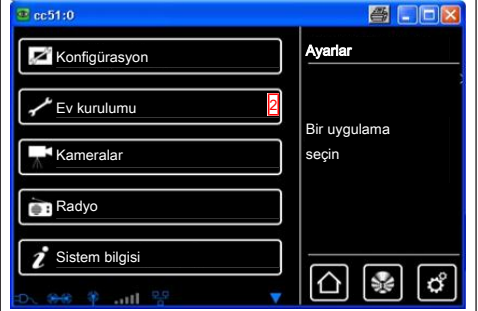 cc51:0
Konfigürasyon
Ev kurulumu 2
Kameralar
Radyo
Sistem bilgisi
Ayarlar
Bir uygulama
seçin